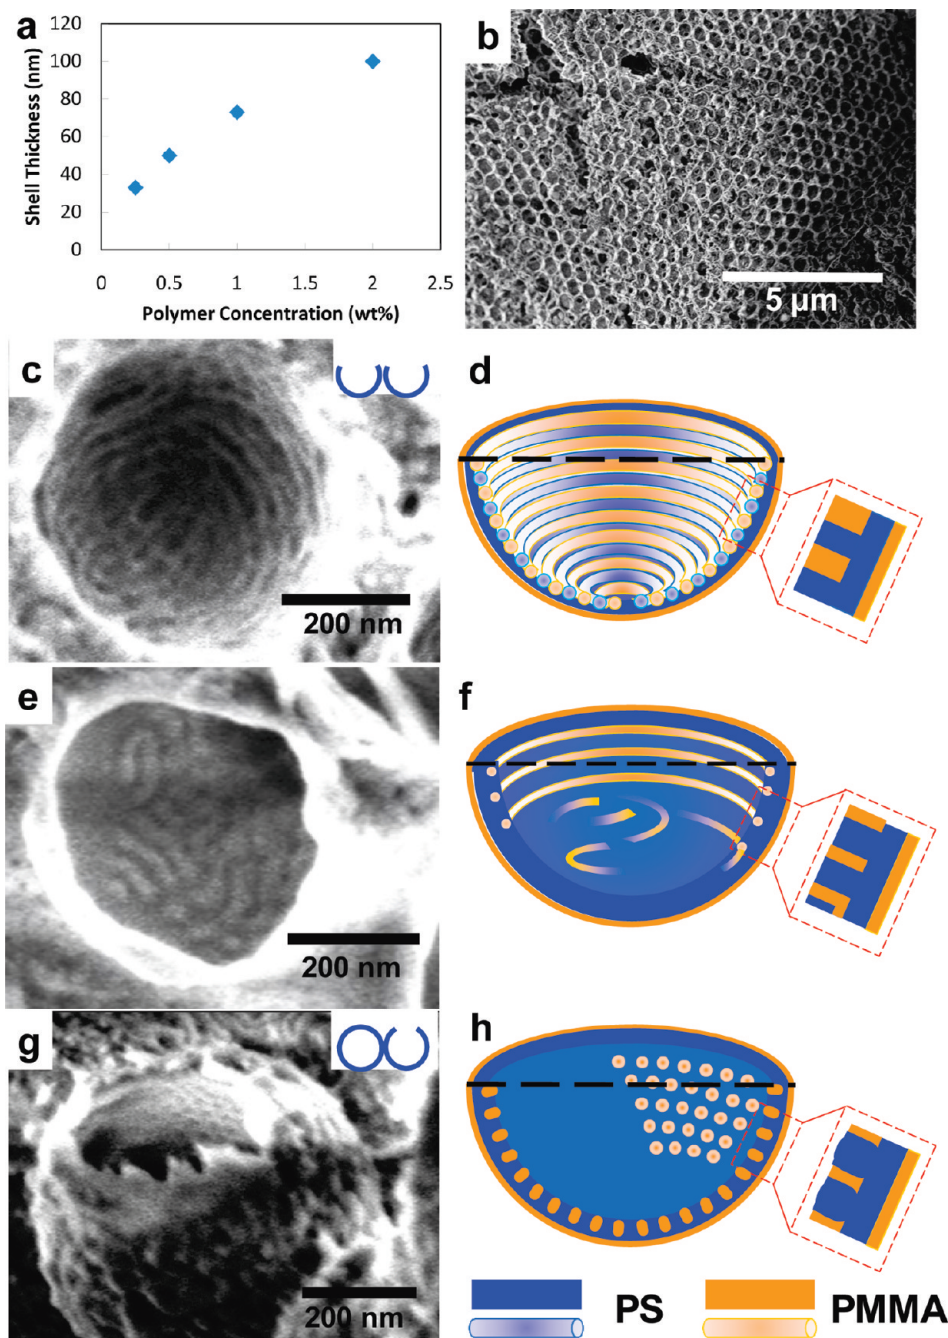 a
120
100
80
60
40
20
0
Shell Thickness (nm)
0
0.5
1
1.5
2
2.5
Polymer Concentration (wt%)
b
5 μm
c
200 nm
d
e
200 nm
f
g
200 nm
h
PS
PMMA